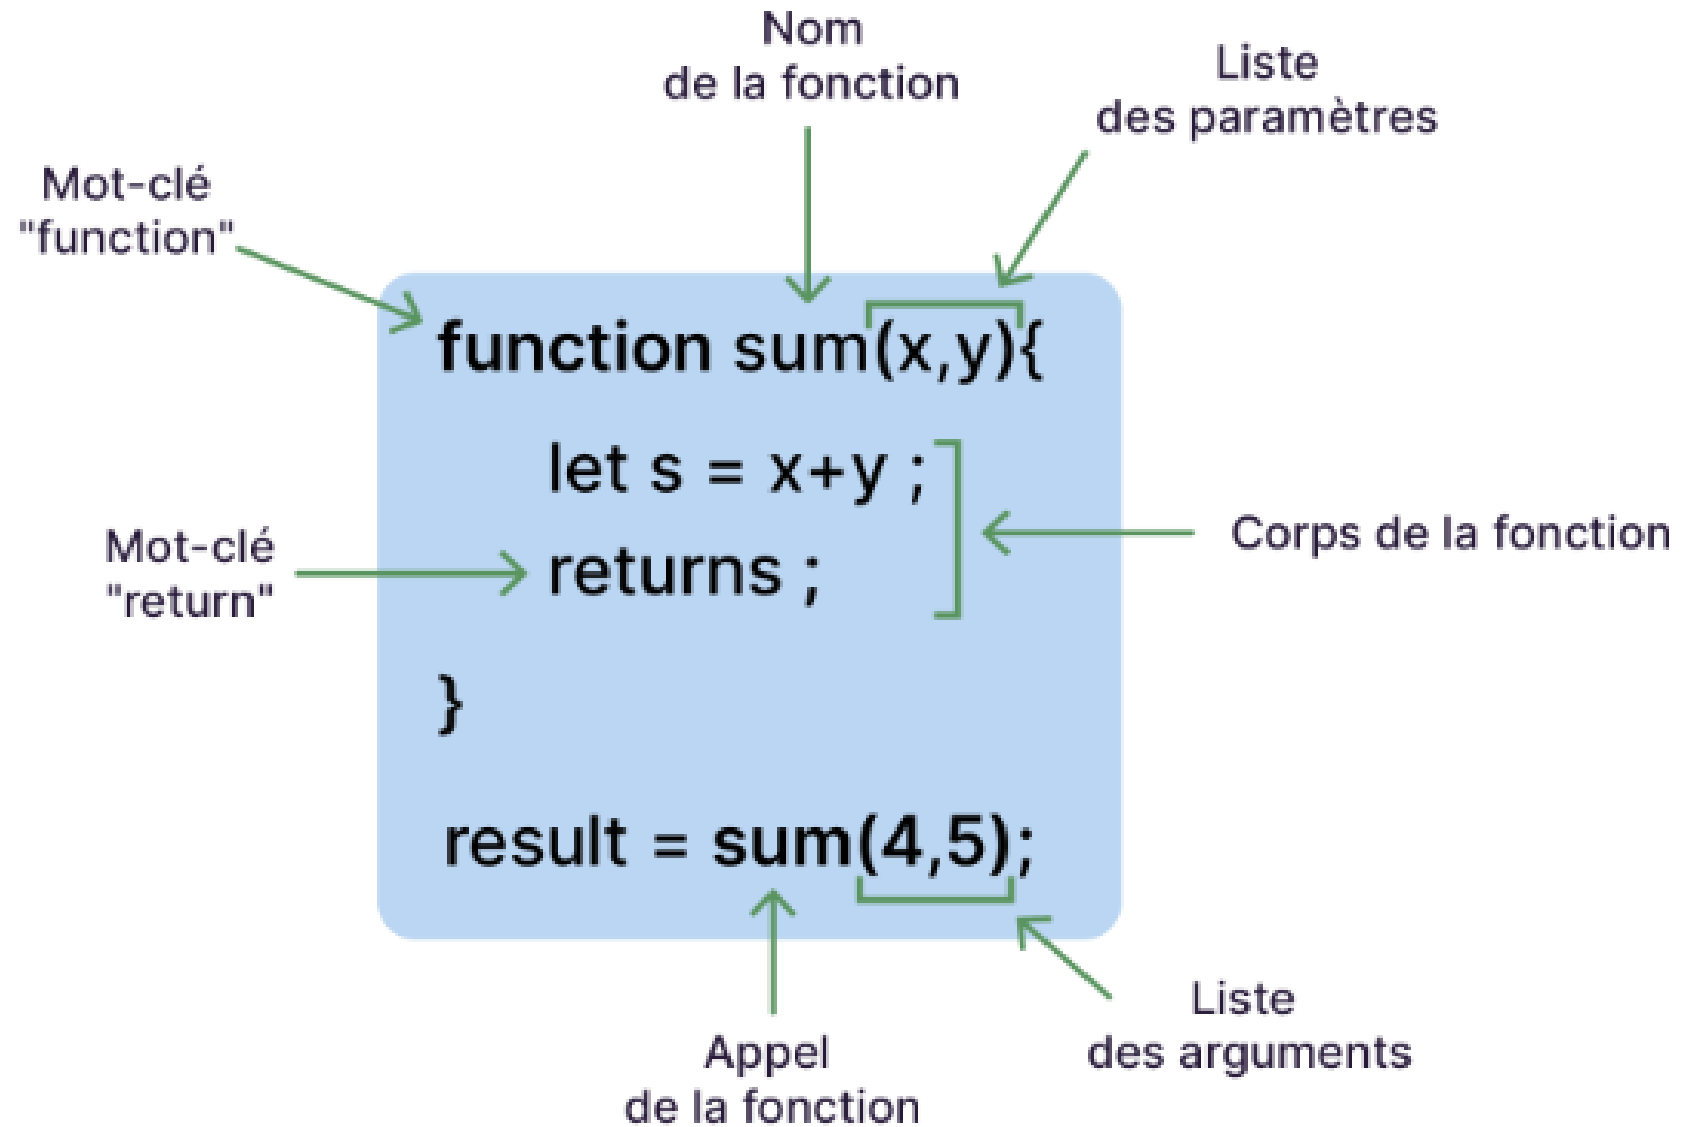 Nom
de la fonction
Liste
des paramètres
Mot-clé
"function"
function sum(x,y){
let s = x+y ;
Corps de la fonction
Mot-clé
"return"
returns ;
}
result = sum(4,5);
Appel
de la fonction
Liste
des arguments